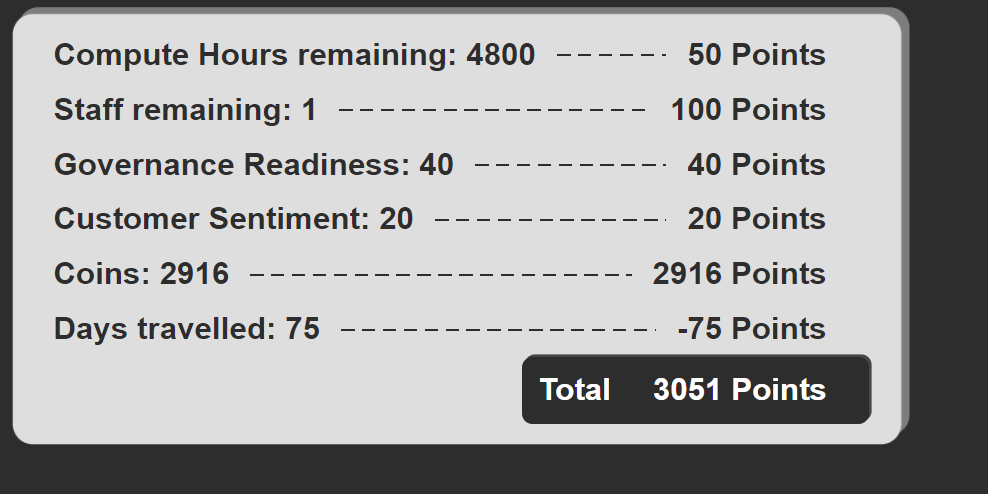 Compute Hours remaining: 4800 50 Points
Staff remaining: 1 100 Points
Governance Readiness: 40 40 Points
Customer Sentiment: 20 20 Points
Coins: 2916 2916 Points
Days travelled: 75 -75 Points
Total 3051 Points